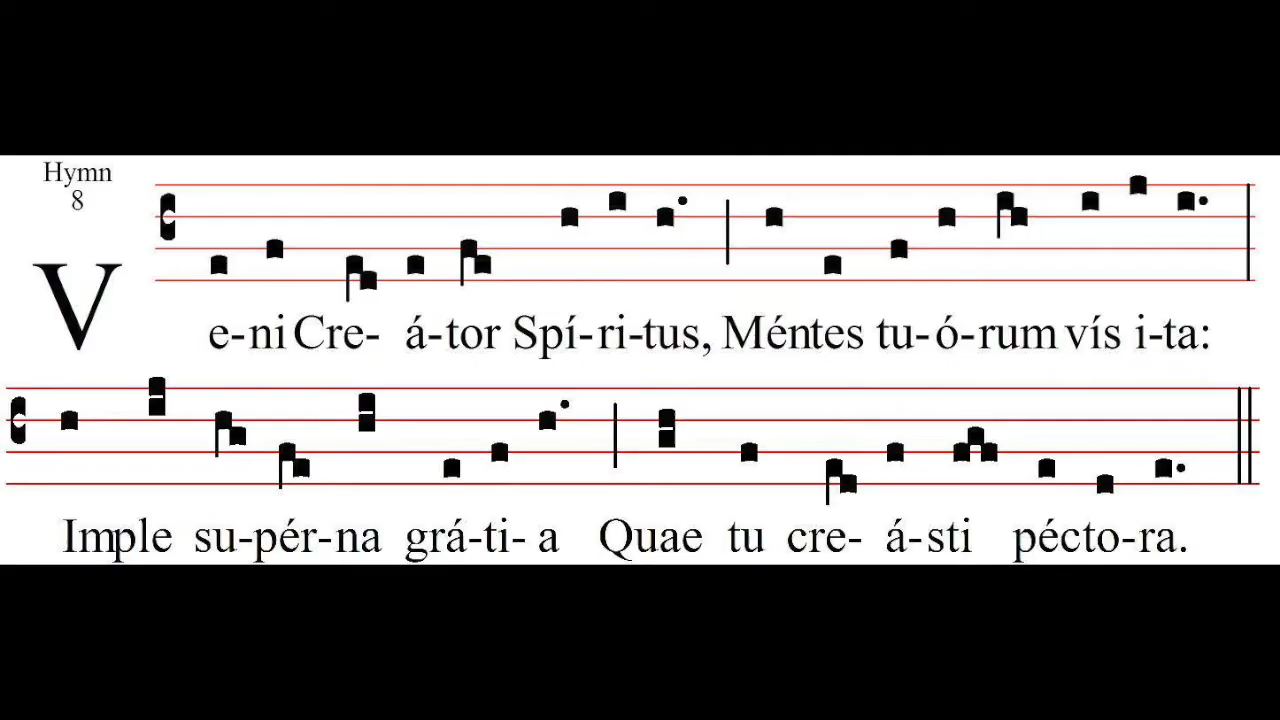 Hymn
8
Ve-ni Cre- á-tor Spí-ri-tus, Méntes tu-ó-rum vís i-ta:
Imple su-pér-na grá-ti- a Quae tu cre- á-sti pécto-ra.